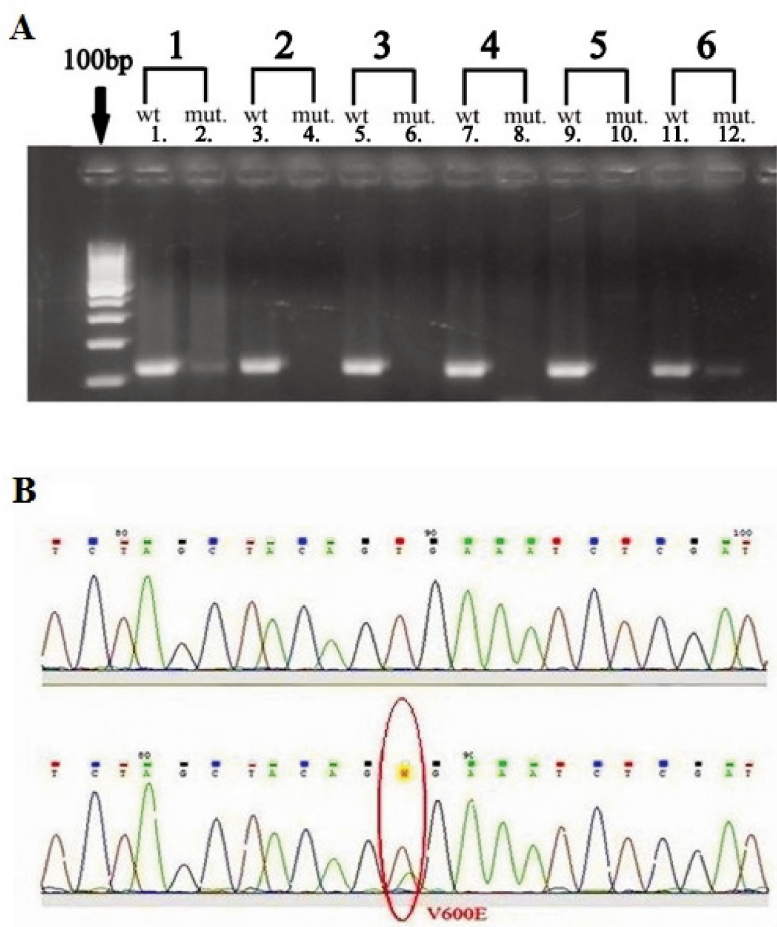 A
100bp
1 2 3 4 5 6
wt mut. wt mut. wt mut. wt mut. wt mut. wt mut.
1. 2. 3. 4. 5. 6. 7. 8. 9. 10. 11. 12.
B
80 90 100
T C T A G C T A C A G T G A A A T C T C G A T
80 90
T C T A G C T A C A G W G A A A T C T C G A T
V600E